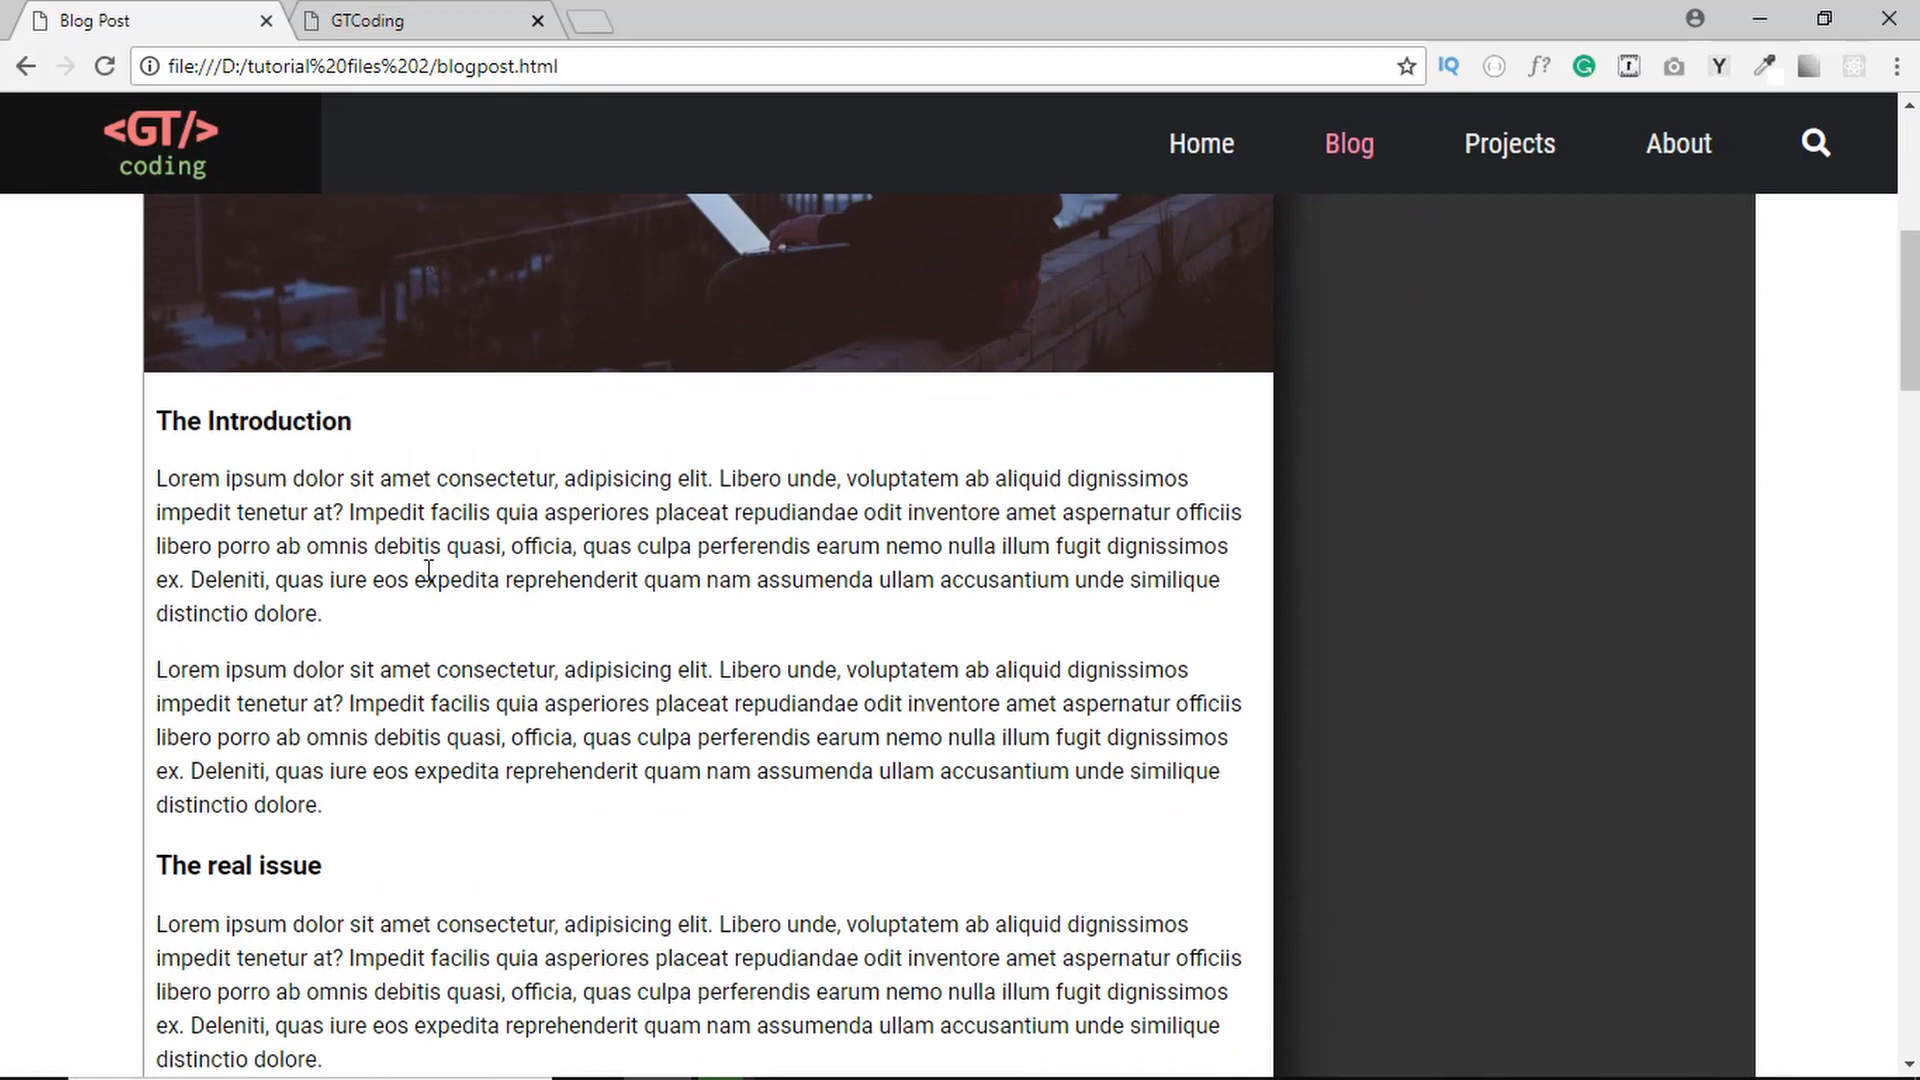 Blog Post
GTCoding
file:///D:/tutorial%20files%202/blogpost.html
IQ
f?
Y
<GT/>
coding
Home
Blog
Projects
About
The Introduction
Lorem ipsum dolor sit amet consectetur, adipisicing elit. Libero unde, voluptatem ab aliquid dignissimos
impedit tenetur at? Impedit facilis quia asperiores placeat repudiandae odit inventore amet aspernatur officiis
libero porro ab omnis debitis quasi, officia, quas culpa perferendis earum nemo nulla illum fugit dignissimos
ex. Deleniti, quas iure eos expedita reprehenderit quam nam assumenda ullam accusantium unde similique
distinctio dolore.
Lorem ipsum dolor sit amet consectetur, adipisicing elit. Libero unde, voluptatem ab aliquid dignissimos
impedit tenetur at? Impedit facilis quia asperiores placeat repudiandae odit inventore amet aspernatur officiis
libero porro ab omnis debitis quasi, officia, quas culpa perferendis earum nemo nulla illum fugit dignissimos
ex. Deleniti, quas iure eos expedita reprehenderit quam nam assumenda ullam accusantium unde similique
distinctio dolore.
The real issue
Lorem ipsum dolor sit amet consectetur, adipisicing elit. Libero unde, voluptatem ab aliquid dignissimos
impedit tenetur at? Impedit facilis quia asperiores placeat repudiandae odit inventore amet aspernatur officiis
libero porro ab omnis debitis quasi, officia, quas culpa perferendis earum nemo nulla illum fugit dignissimos
ex. Deleniti, quas iure eos expedita reprehenderit quam nam assumenda ullam accusantium unde similique
distinctio dolore.